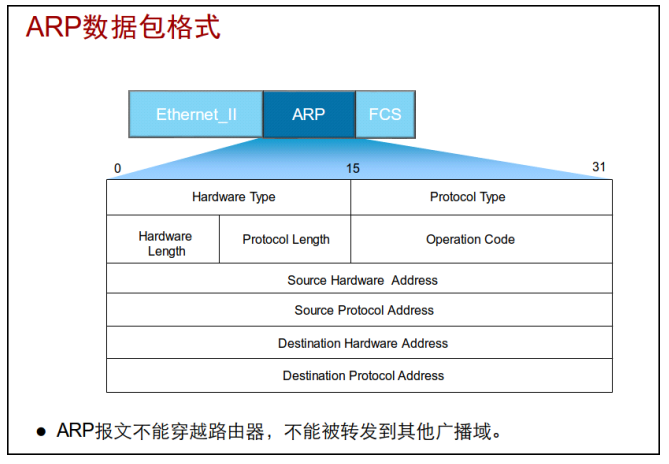 ARP数据包格式
Ethernet_II ARP FCS
0 15 31
Hardware Type Protocol Type
Hardware
Length
Protocol Length
Operation Code
Source Hardware Address
Source Protocol Address
Destination Hardware Address
Destination Protocol Address
● ARP报文不能穿越路由器，不能被转发到其他广播域。